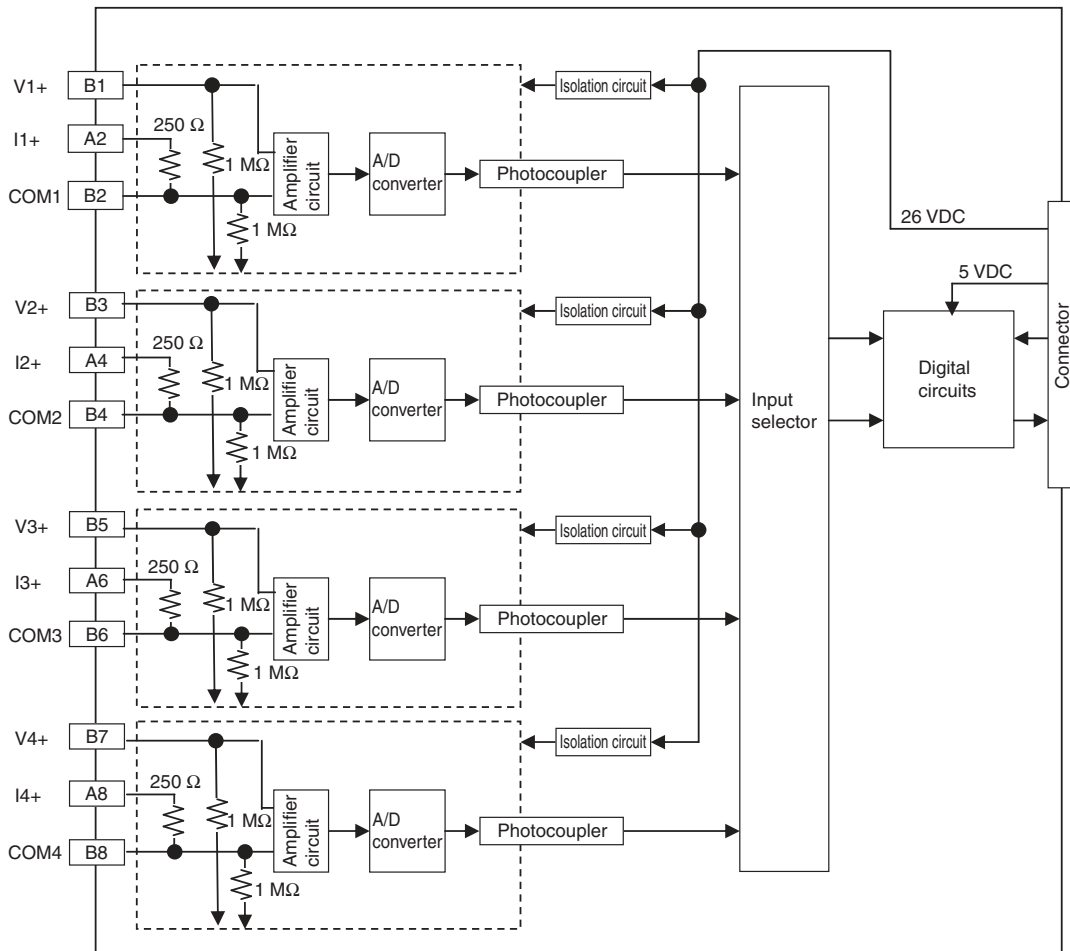 V1+ B1
Isolation circuit
250 Ω
I1+ A2
1 MΩ
Amplifier
circuit
A/D
converter
Photocoupler
COM1 B2
1 MΩ
26 VDC
5 VDC
V2+ B3
Isolation circuit
250 Ω
I2+ A4
1 MΩ
Amplifier
circuit
A/D
converter
Photocoupler
COM2 B4
1 MΩ
Input
selector
Digital
circuits
Connector
V3+ B5
Isolation circuit
250 Ω
I3+ A6
1 MΩ
Amplifier
circuit
A/D
converter
Photocoupler
COM3 B6
1 MΩ
V4+ B7
Isolation circuit
250 Ω
I4+ A8
1 MΩ
Amplifier
circuit
A/D
converter
Photocoupler
COM4 B8
1 MΩ